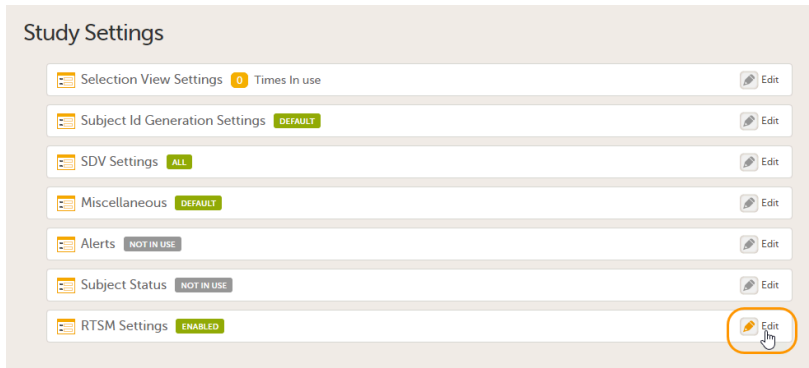 Study Settings
Selection View Settings 0 Times In use Edit
Subject Id Generation Settings DEFAULT Edit
SDV Settings ALL Edit
Miscellaneous DEFAULT Edit
Alerts NOT IN USE Edit
Subject Status NOT IN USE Edit
RTSM Settings ENABLED Edit